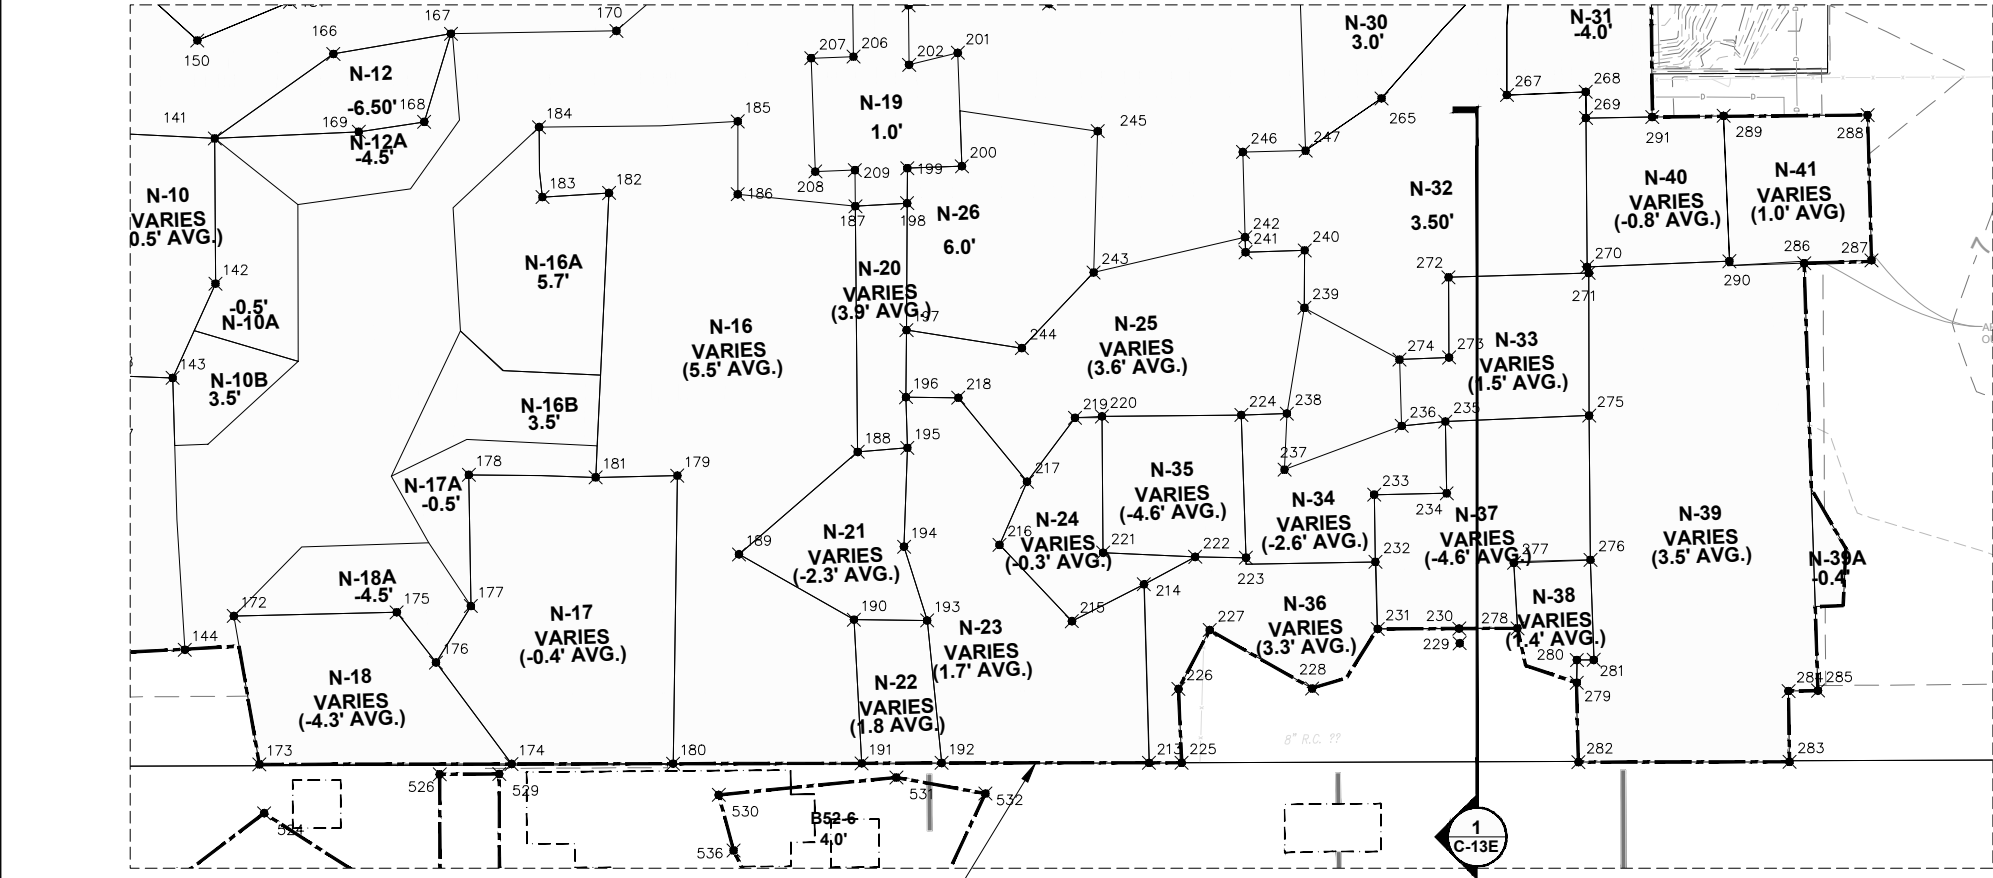 167
170
166
150
N-12
-6.50'
168
141
169
N-12A
-4.5'
N-10
VARIES
0.5' AVG.)
142
-0.5'
N-10A
143
N-10B
3.5'
184
185
183
182
186
N-16A
5.7'
N-16
VARIES
(5.5' AVG.)
N-16B
3.5'
207
206
202
201
N-19
1.0'
208
209
199
200
187
198
245
N-26
6.0'
N-20
VARIES
(3.9' AVG.)
197
243
244
N-30
3.0'
265
246
247
242
241
240
239
N-31
-4.0'
267
268
269
291
289
288
N-32
3.50'
N-40
VARIES
(-0.8' AVG.)
N-41
VARIES
(1.0' AVG)
272
270
271
290
286
287
N-25
VARIES
(3.6' AVG.)
274
273
N-33
VARIES
(1.5' AVG.)
196
218
219
220
224
238
236
235
275
188
195
217
237
178
181
179
N-17A
-0.5'
N-35
VARIES
(-4.6' AVG.)
233
234
N-34
VARIES
(-2.6' AVG.)
N-37
VARIES
(-4.6' AVG.)
N-39
VARIES
(3.5' AVG.)
189
N-21
VARIES
(-2.3' AVG.)
194
216
N-24
VARIES
(-0.3' AVG.)
221
222
223
232
277
276
N-39A
-0.4'
N-18A
-4.5'
172
175
177
176
N-17
VARIES
(-0.4' AVG.)
190
193
N-23
VARIES
(1.7' AVG.)
215
214
227
N-36
VARIES
(3.3' AVG.)
231
230
229
278
N-38
VARIES
(1.4' AVG.)
280
281
279
144
N-18
VARIES
(-4.3' AVG.)
N-22
VARIES
(1.8 AVG.)
226
228
284
285
8" R.C. ??
173
174
180
191
192
213
225
282
283
526
529
530
531
532
524
B52-6
4.0'
536
1
C-13E